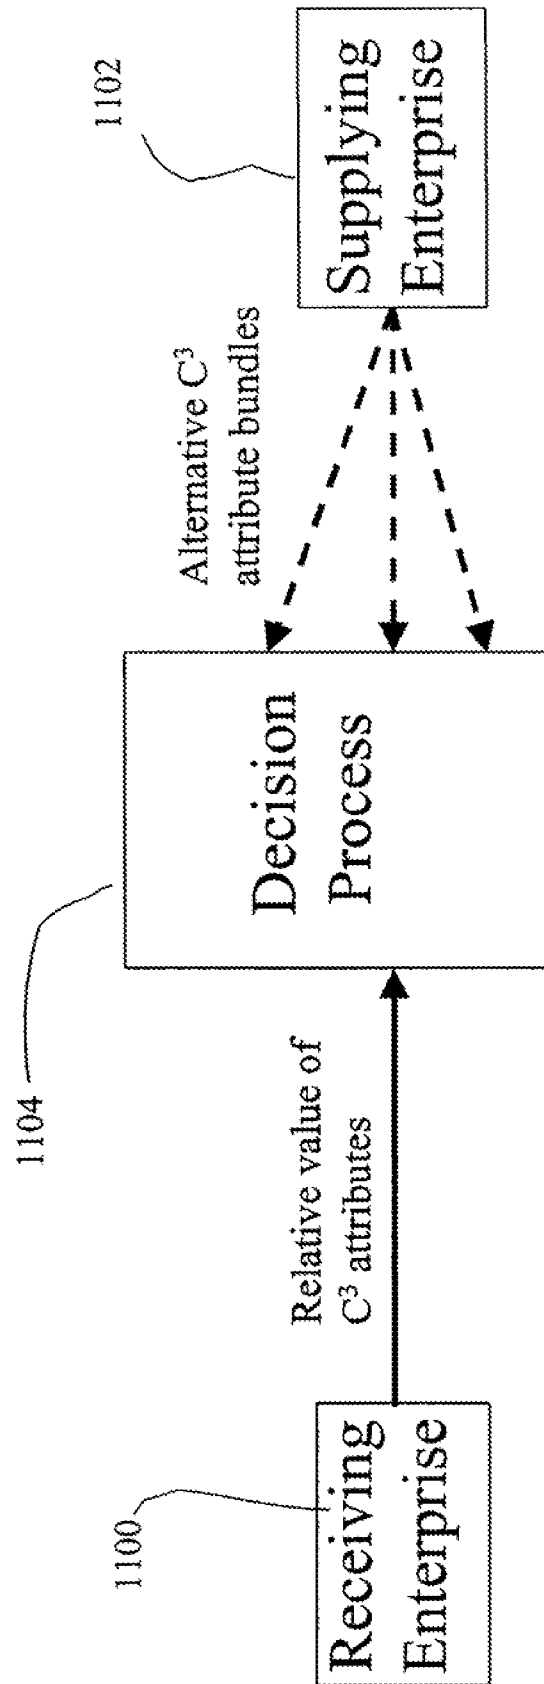 1104
1100
1102
Receiving
Enterprise
Relative value of
C³ attributes
Decision
Process
Alternative C³
attribute bundles
Supplying
Enterprise